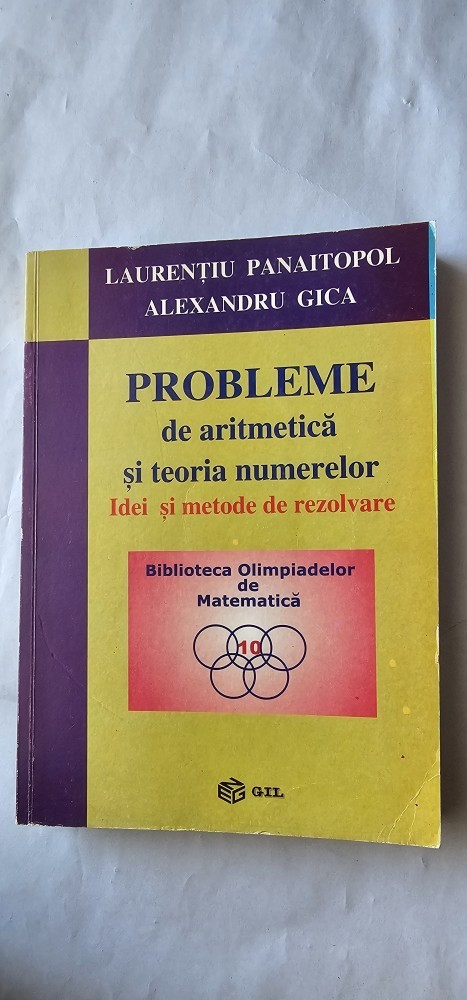 LAURENȚIU PANAITOPOL
ALEXANDRU GICA
PROBLEME
de aritmetică
și teoria numerelor
Idei și metode de rezolvare
Biblioteca Olimpiadelor
de
Matematică
10
NEG GIL